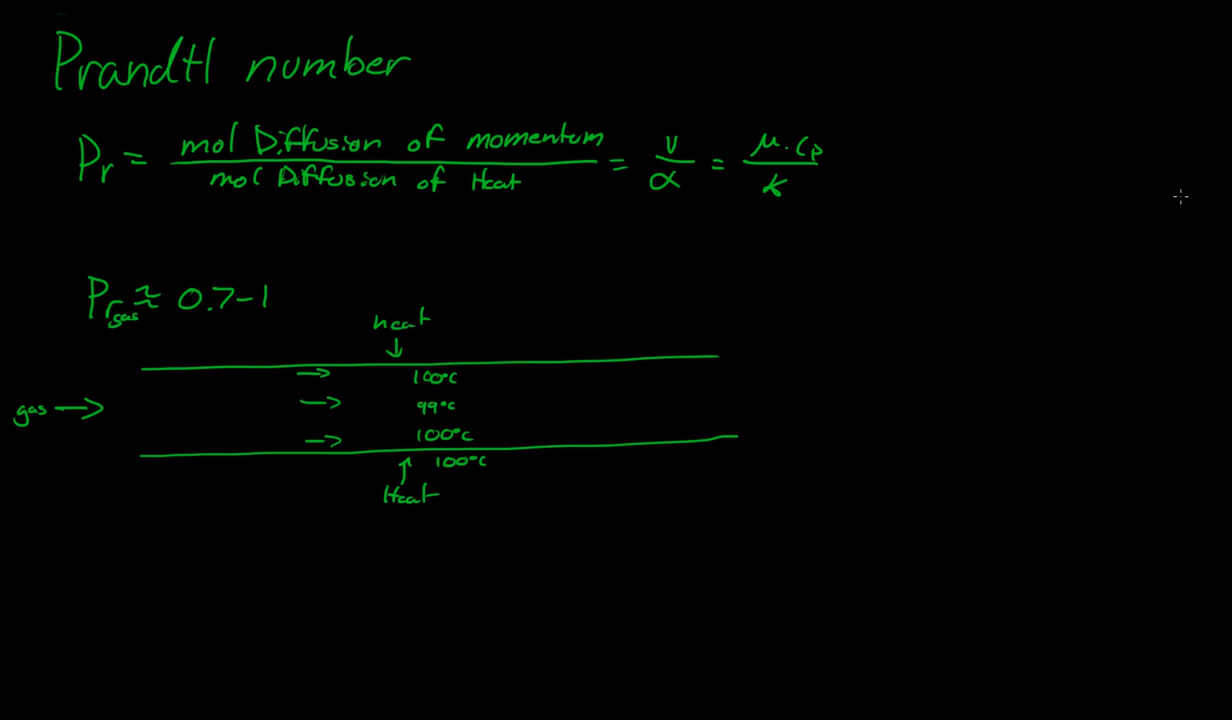 Prandtl number
Pr = mol Diffusion of momentum / mol Diffusion of Heat = ν / α = μ · Cp / k
Pr gas ≈ 0.7-1
heat
↓
→ 100°C
gas → → 99°C
→ 100°C
↑ 100°C
Heat